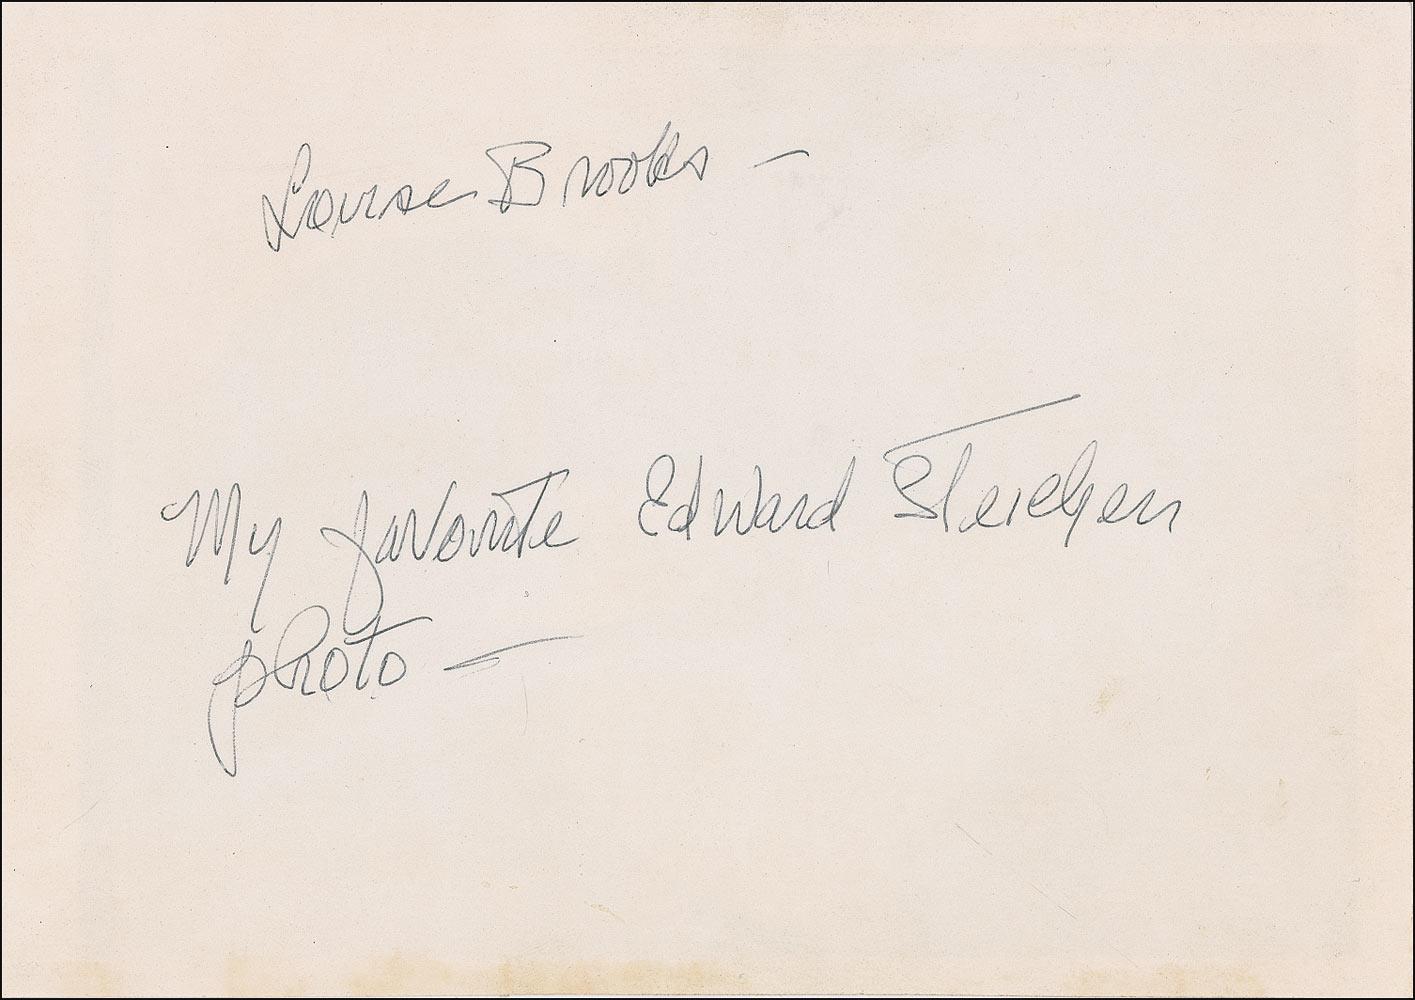 Louise Brooks –
My favorite Edward Steichen
photo –